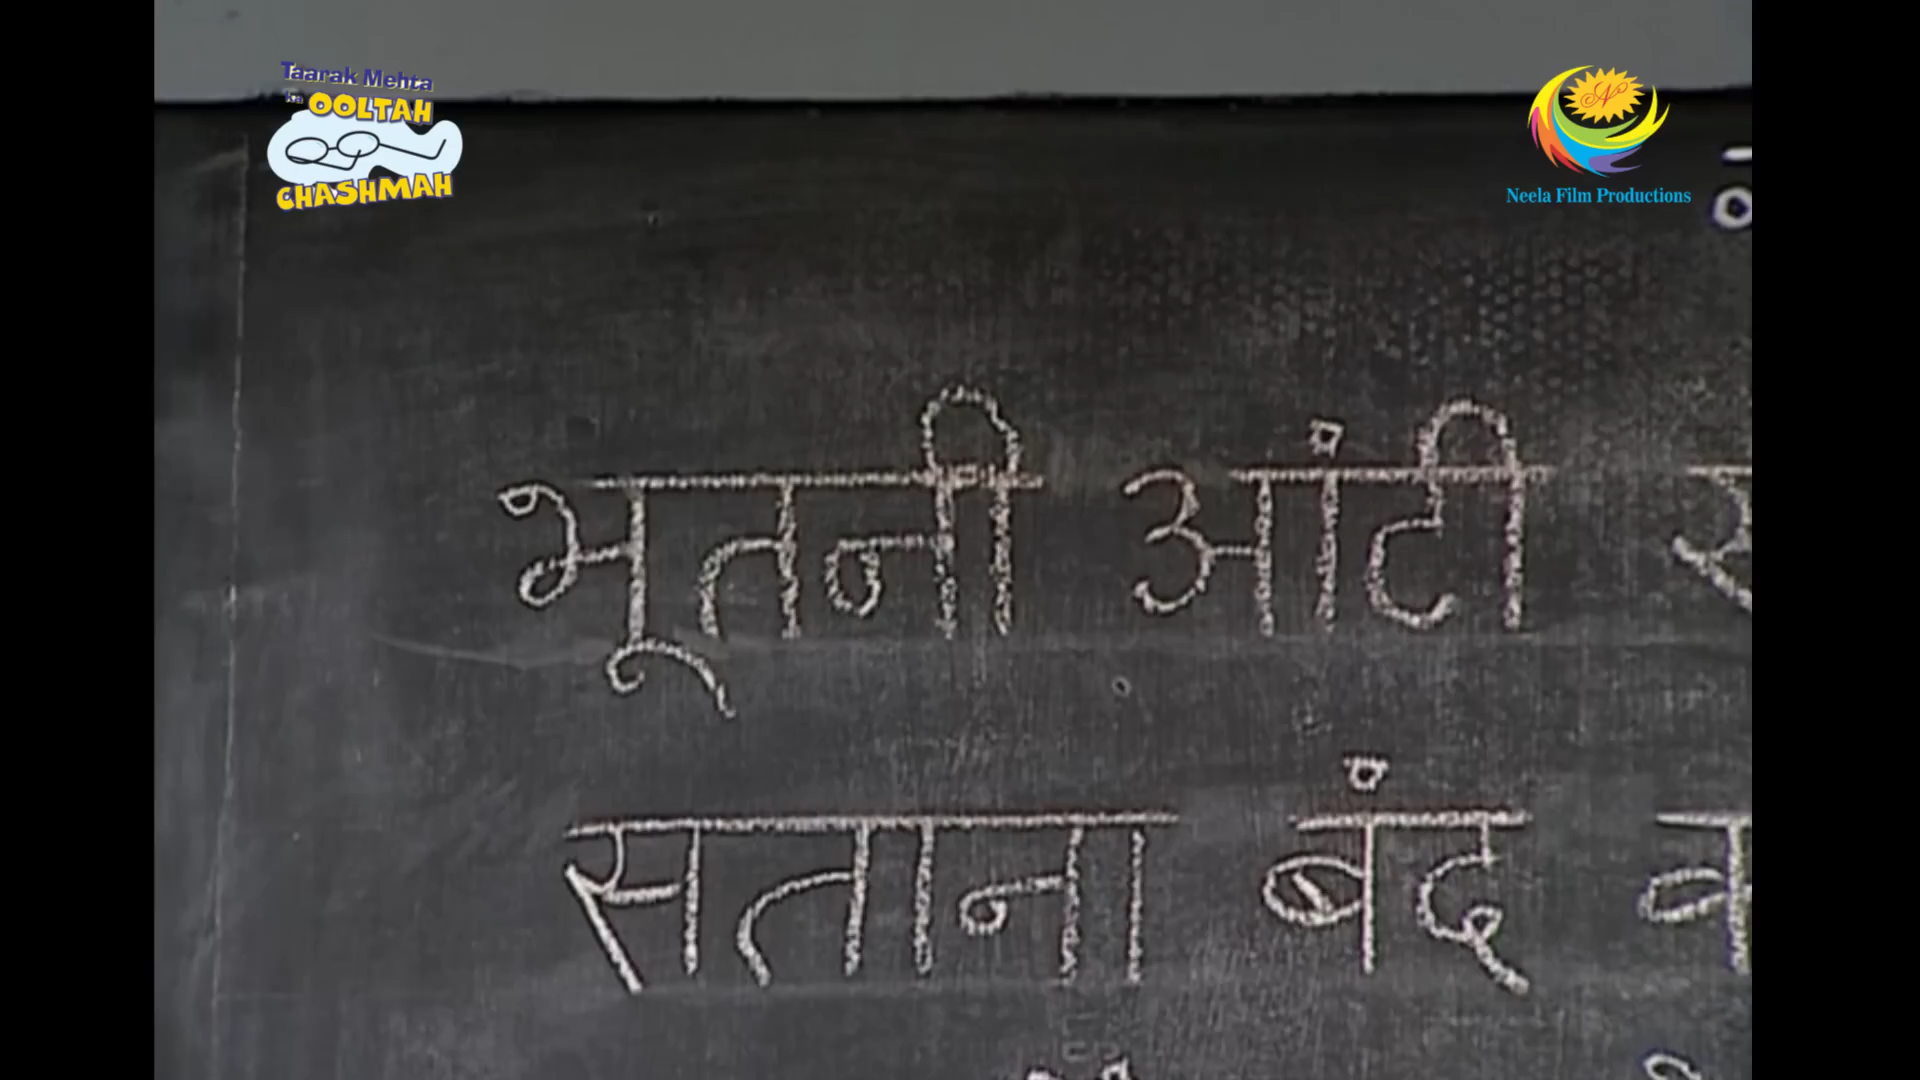 Taarak Mehta
ka OOLTAH
CHASHMAH
Neela Film Productions
भूतनी आंटी
सताना बंद